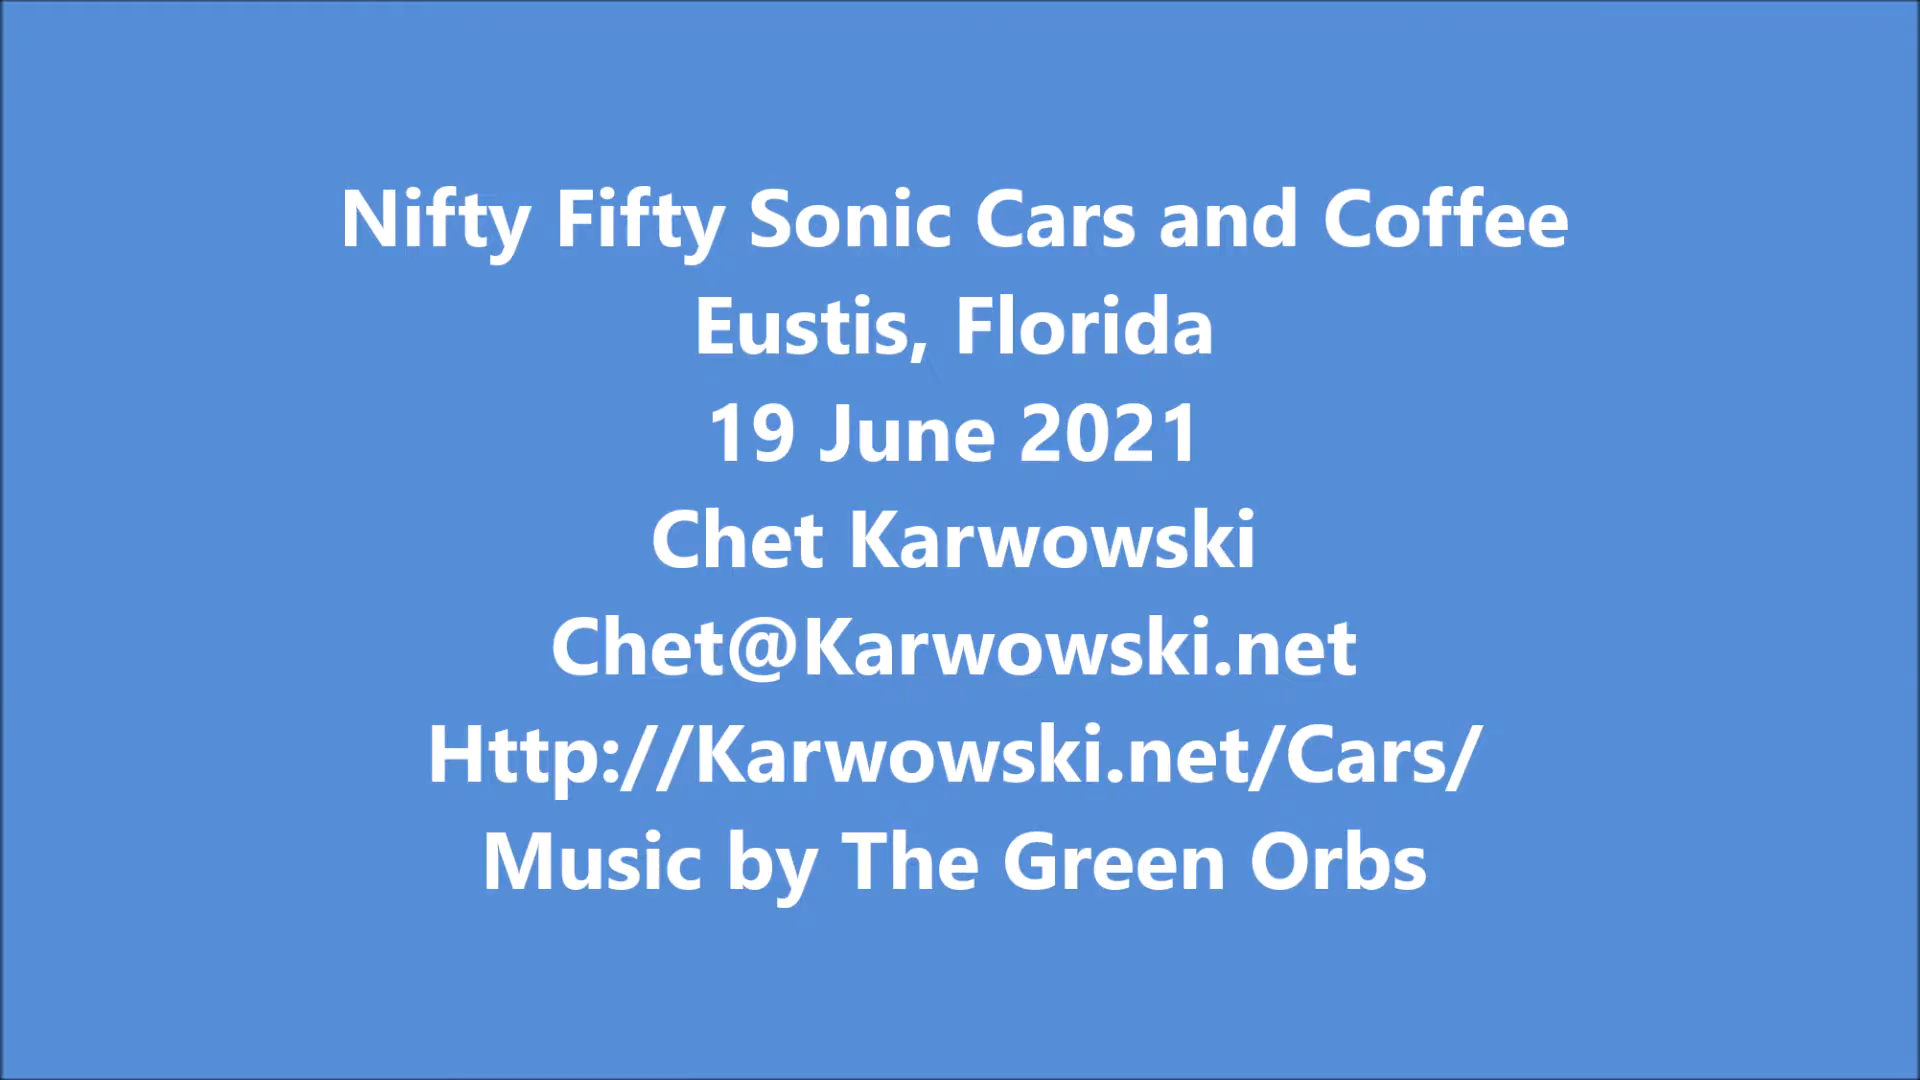 Nifty Fifty Sonic Cars and Coffee
Eustis, Florida
19 June 2021
Chet Karwowski
Chet@Karwowski.net
Http://Karwowski.net/Cars/
Music by The Green Orbs